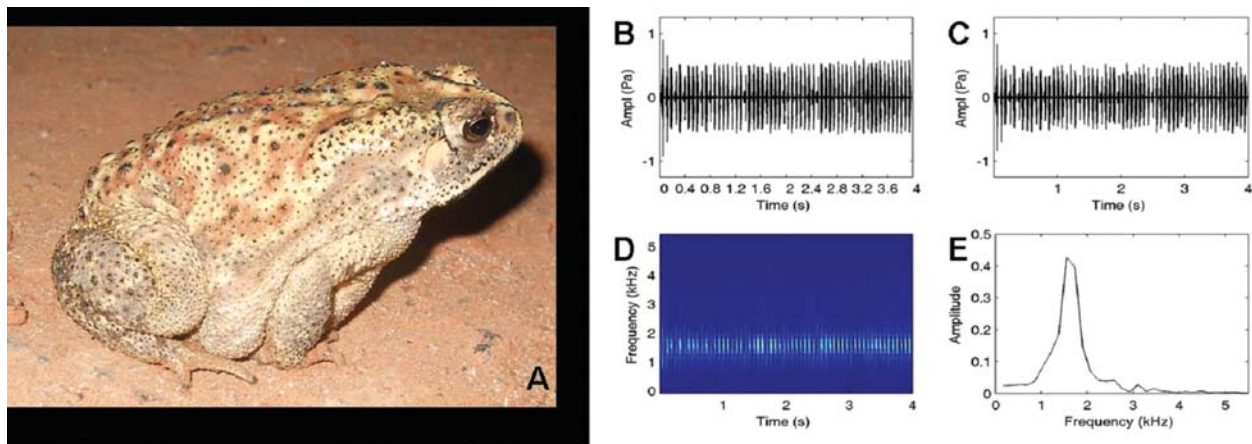 A
B
1
0
-1
Ampl (Pa)
0 0.4 0.8 1.2 1.6 2 2.4 2.8 3.2 3.6 4
Time (s)
C
1
0
-1
Ampl (Pa)
1 2 3 4
Time (s)
D
5
4
3
2
1
0
Frequency (kHz)
1 2 3 4
Time (s)
E
0.5
0.4
0.3
0.2
0.1
0
Amplitude
0 1 2 3 4 5
Frequency (kHz)